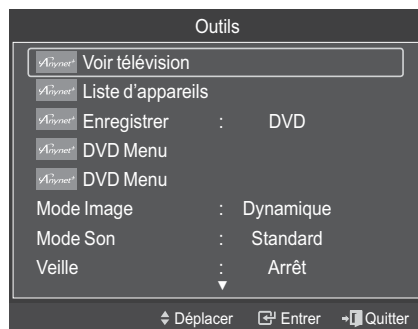 Outils
Anynet+ Voir télévision
Anynet+ Liste d'appareils
Anynet+ Enregistrer : DVD
Anynet+ DVD Menu
Anynet+ DVD Menu
Mode Image : Dynamique
Mode Son : Standard
Veille : Arrêt
Déplacer Entrer Quitter